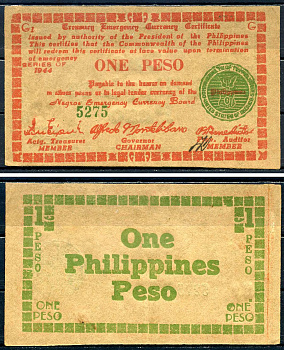 G1 Treasury Emergency Currency Certificate G
Issued by authority of the President of the Philippines
This certifies that the Commonwealth of the Philippines
will redeem this certificate at face value upon termination
of emergency
SERIES OF
1944
ONE PESO
Payable to the bearer on demand
in silver pesos or in legal tender currency of the
Negros Emergency Currency Board
5275
Actg. Treasurer
MEMBER
Governor
CHAIRMAN
Auditor
MEMBER
1 1
PESO
PESO
One
Philippines
Peso
ONE
PESO
ONE
PESO